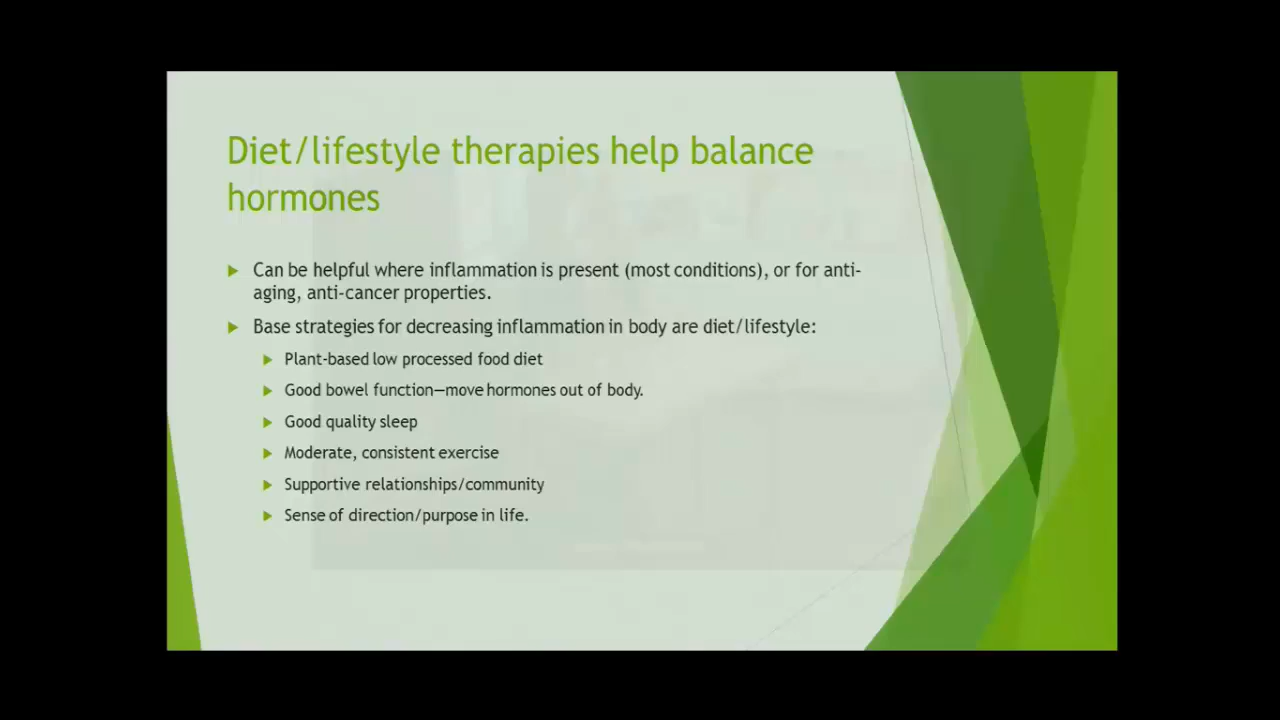 Diet/lifestyle therapies help balance
hormones
Can be helpful where inflammation is present (most conditions), or for anti-
aging, anti-cancer properties.
Base strategies for decreasing inflammation in body are diet/lifestyle:
Plant-based low processed food diet
Good bowel function—move hormones out of body.
Good quality sleep
Moderate, consistent exercise
Supportive relationships/community
Sense of direction/purpose in life.